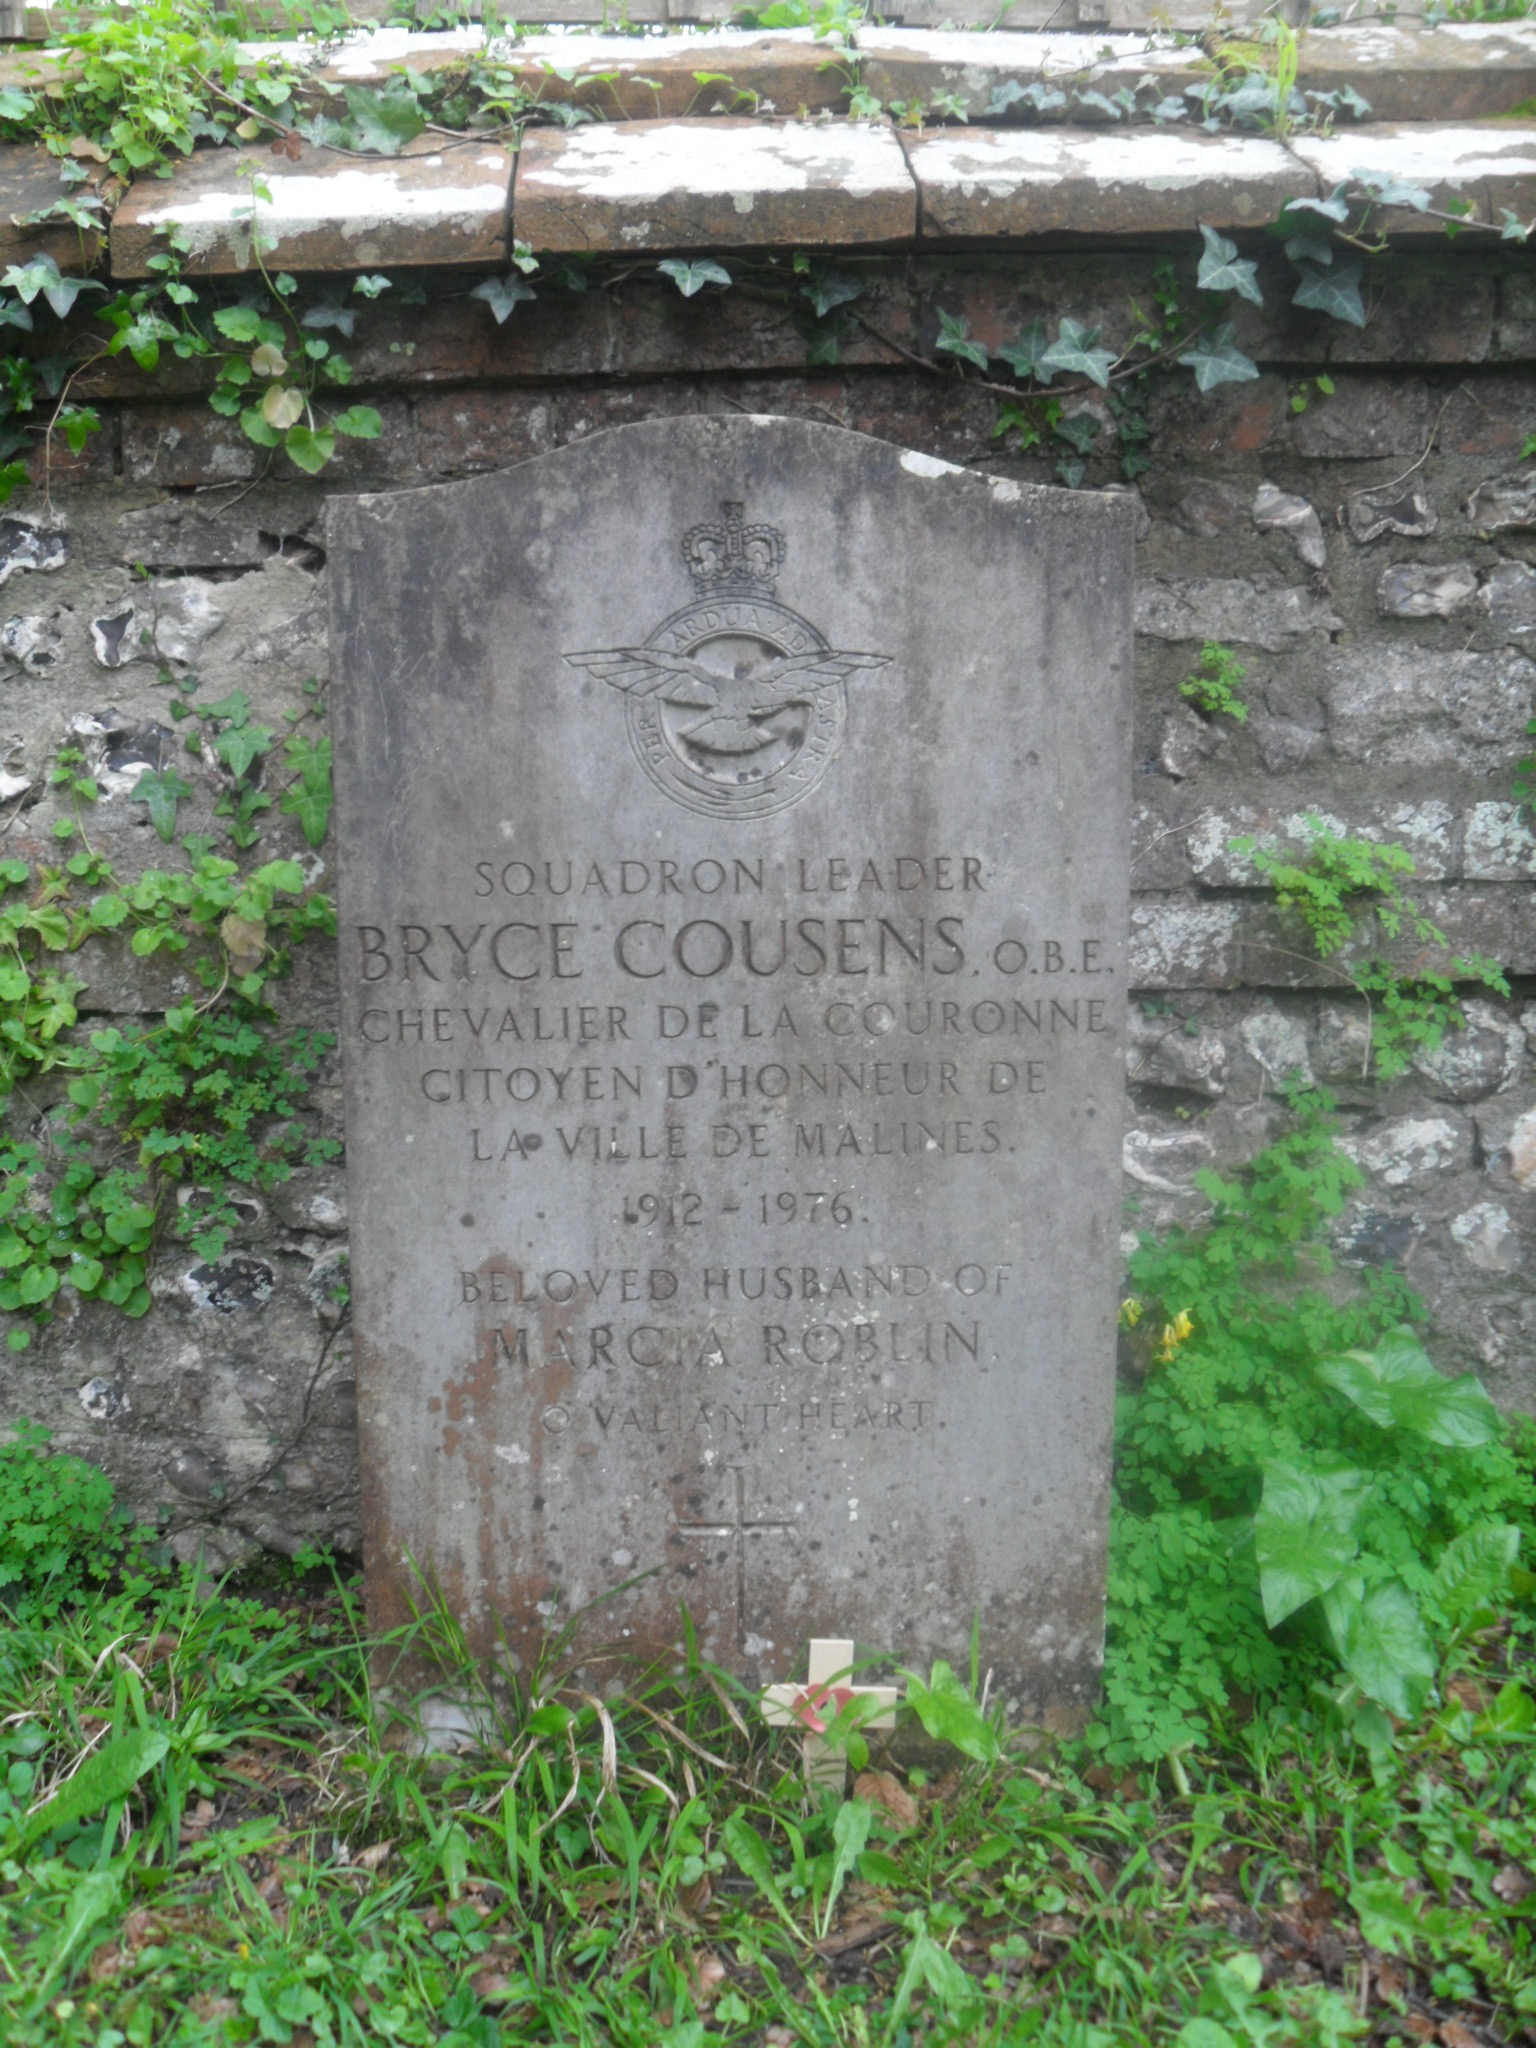 PER ARDUA AD ASTRA
SQUADRON LEADER
BRYCE COUSENS. O.B.E.
CHEVALIER DE LA COURONNE
CITOYEN D'HONNEUR DE
LA VILLE DE MALINES.
1912 - 1976.
BELOVED HUSBAND OF
MARCIA ROBLIN.
O VALIANT HEART.